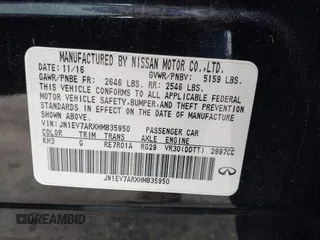 MANUFACTURED BY NISSAN MOTOR CO.,LTD.
DATE: 11/16 GVWR/PNBV: 5159 LBS.
GAWR/PNBE FR: 2646 LBS. RR: 2546 LBS.
THIS VEHICLE CONFORMS TO ALL APPLICABLE
FEDERAL MOTOR VEHICLE
SAFETY,BUMPER,AND THEFT PREVENTION
STANDARDS IN EFFECT ON THE DATE OF
MANUFACTURE SHOWN ABOVE.
VIN: JN1EV7ARXHM835950 PASSENGER CAR
COLOR TRIM TRANS AXLE ENGINE
KH3 G RE7R01A RG29 VR30(DDTT) 2997CC
JN1EV7ARXHM835950
INFINITI
DREAMBID